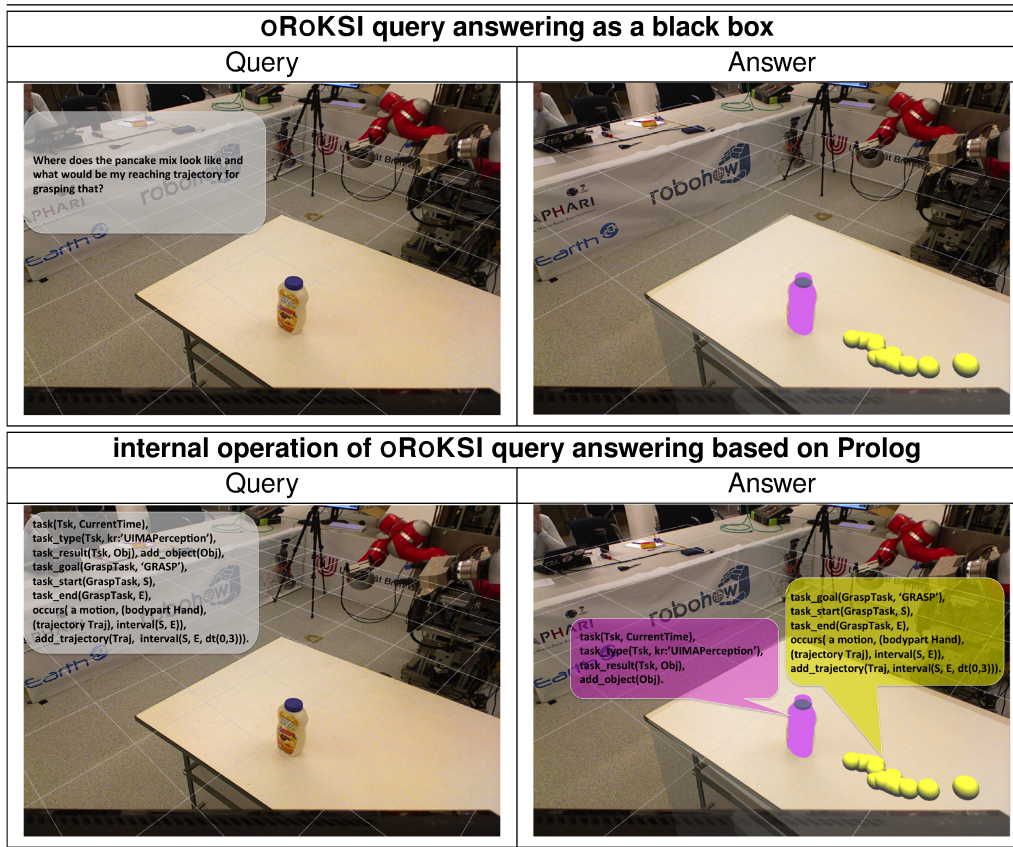 oRoKSI query answering as a black box
Query
Answer
Where does the pancake mix look like and
what would be my reaching trajectory for
grasping that?
robohow
APHARI
Earth
robohow
APHARI
Earth
internal operation of oRoKSI query answering based on Prolog
Query
Answer
task(Tsk, CurrentTime),
task_type(Tsk, kr:’UIMAPerception’),
task_result(Tsk, Obj), add_object(Obj),
task_goal(GraspTask, ‘GRASP’),
task_start(GraspTask, S),
task_end(GraspTask, E),
occurs( a motion, (bodypart Hand),
(trajectory Traj), interval(S, E)),
add_trajectory(Traj, interval(S, E, dt(0,3))).
task(Tsk, CurrentTime),
task_type(Tsk, kr:’UIMAPerception’),
task_result(Tsk, Obj),
add_object(Obj).
task_goal(GraspTask, ‘GRASP’),
task_start(GraspTask, S),
task_end(GraspTask, E),
occurs( a motion, (bodypart Hand),
(trajectory Traj), interval(S, E)),
add_trajectory(Traj, interval(S, E, dt(0,3))).